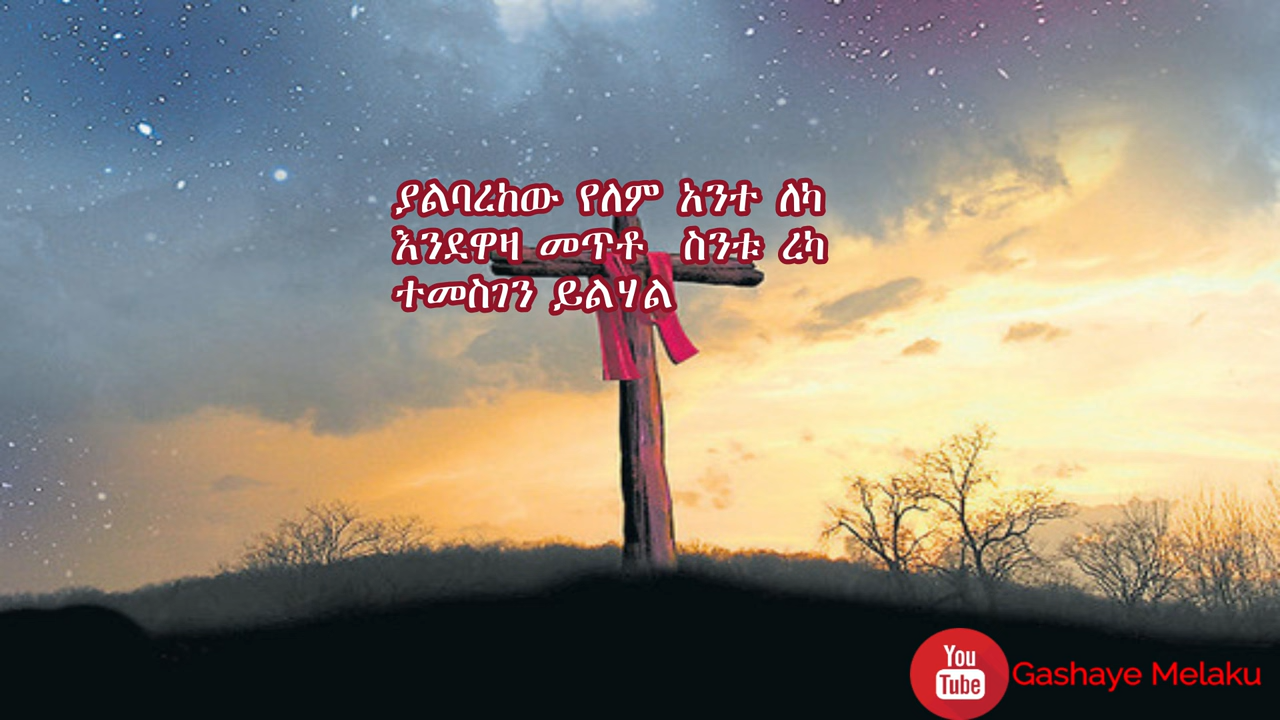 ያልባረከው የለም አንተ ለካ
እንደዋዛ መጥቶ ስንቱ ረካ
ተመስገን ይልሃል
You
Tube
Gashaye Melaku